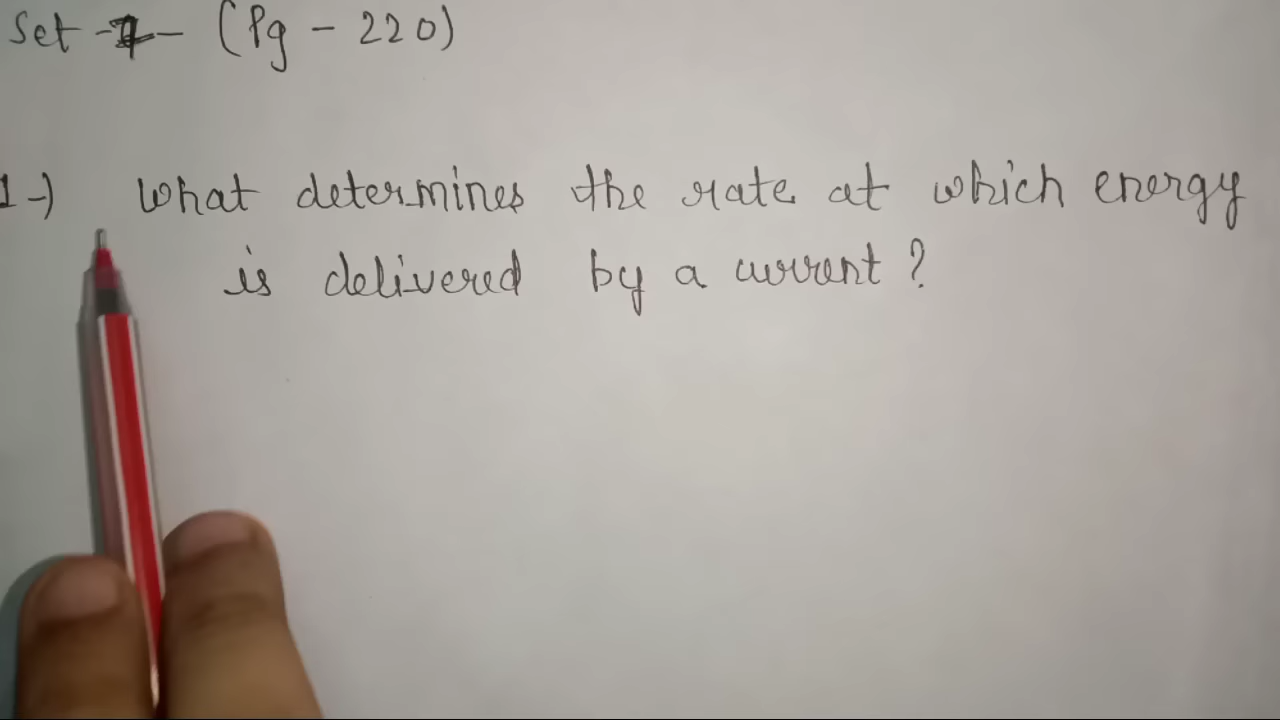 Set - - (Pg - 220)
1-) What determines the rate at which energy
is delivered by a current ?